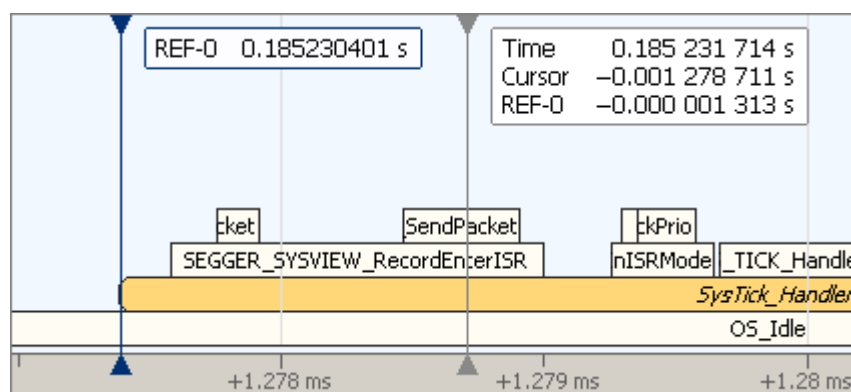 REF-0 0.185230401 s
Time 0.185 231 714 s
Cursor −0.001 278 711 s
REF-0 −0.000 001 313 s
cket
SendPacket
ckPrio
SEGGER_SYSVIEW_RecordEnterISR
nISRMode
_TICK_Handle
SysTick_Handler
OS_Idle
+1.278 ms
+1.279 ms
+1.28 ms